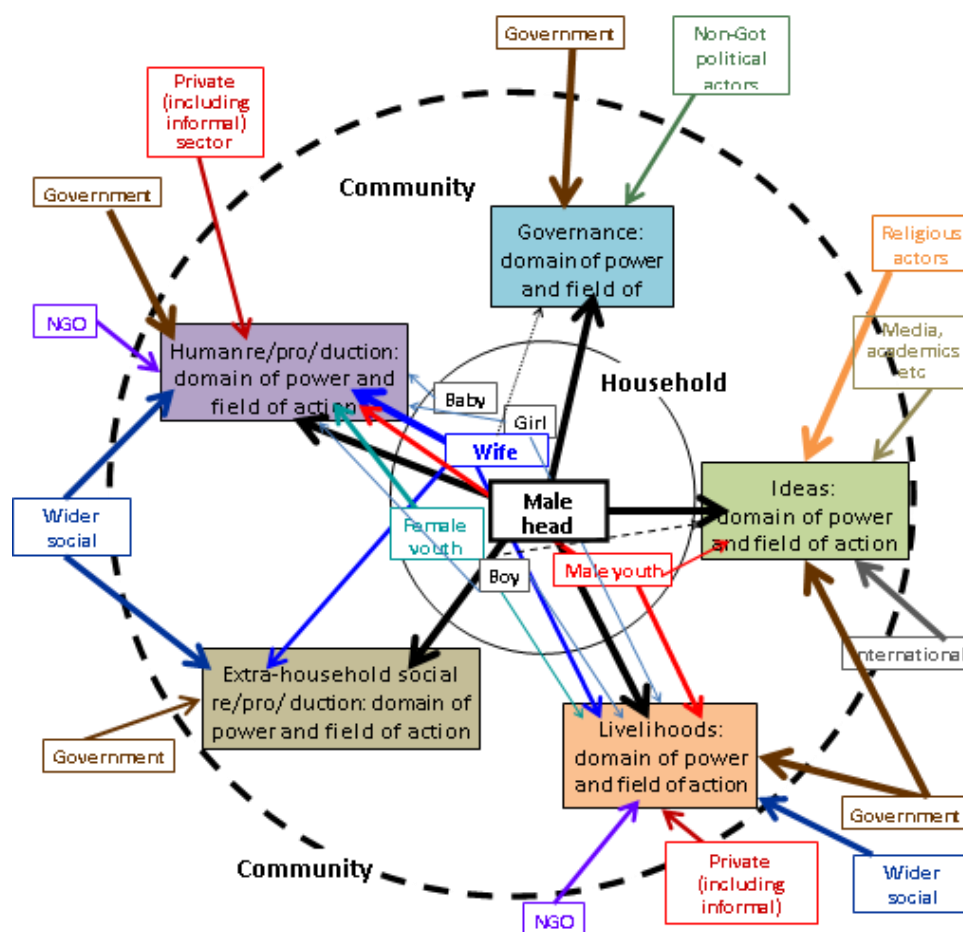 Government
Non-Got
political
actors
Private
(including
informal)
sector
Community
Government
Governance:
domain of power
and field of
Religious
actors
NGO
Media,
academics
etc
Human re/pro/duction:
domain of power and
field of action
Household
Baby
Girl
Wife
Male
head
Ideas:
domain of power
and field of action
Wider
social
Female
youth
Boy
Male youth
International
Extra-household social
re/pro/ duction: domain of
power and field of action
Government
Livelihoods:
domain of power
and field of action
Government
Community
Private
(including
informal)
Wider
social
NGO